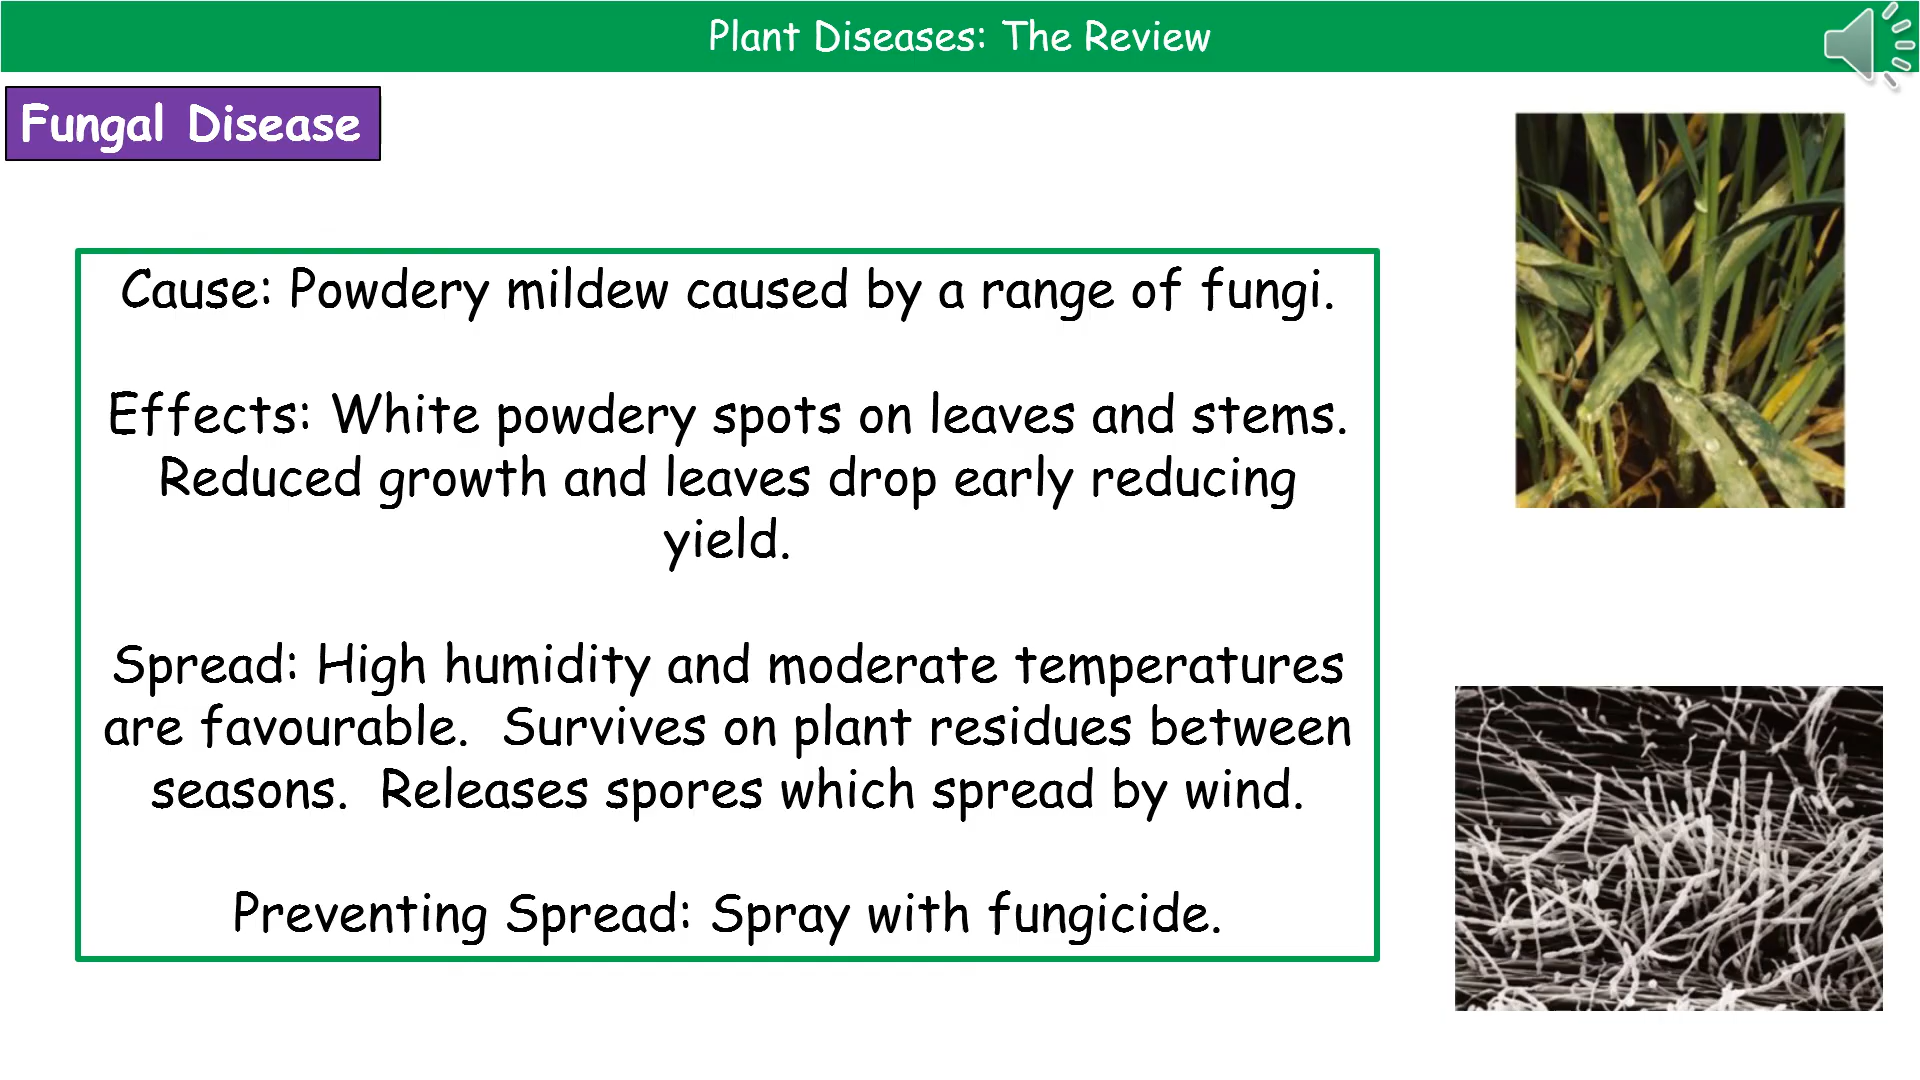 Plant Diseases: The Review
Fungal Disease
Cause: Powdery mildew caused by a range of fungi.
Effects: White powdery spots on leaves and stems.
Reduced growth and leaves drop early reducing
yield.
Spread: High humidity and moderate temperatures
are favourable.  Survives on plant residues between
seasons.  Releases spores which spread by wind.
Preventing Spread: Spray with fungicide.